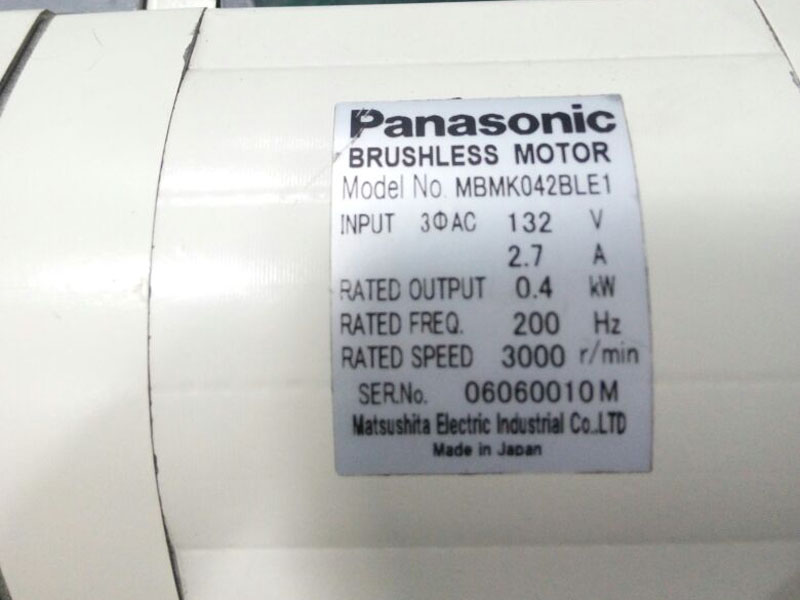 Panasonic
BRUSHLESS MOTOR
Model No. MBMK042BLE1
INPUT 3ΦAC 132 V
2.7 A
RATED OUTPUT 0.4 kW
RATED FREQ. 200 Hz
RATED SPEED 3000 r/min
SER.No. 06060010M
Matsushita Electric Industrial Co.,LTD
Made in Japan